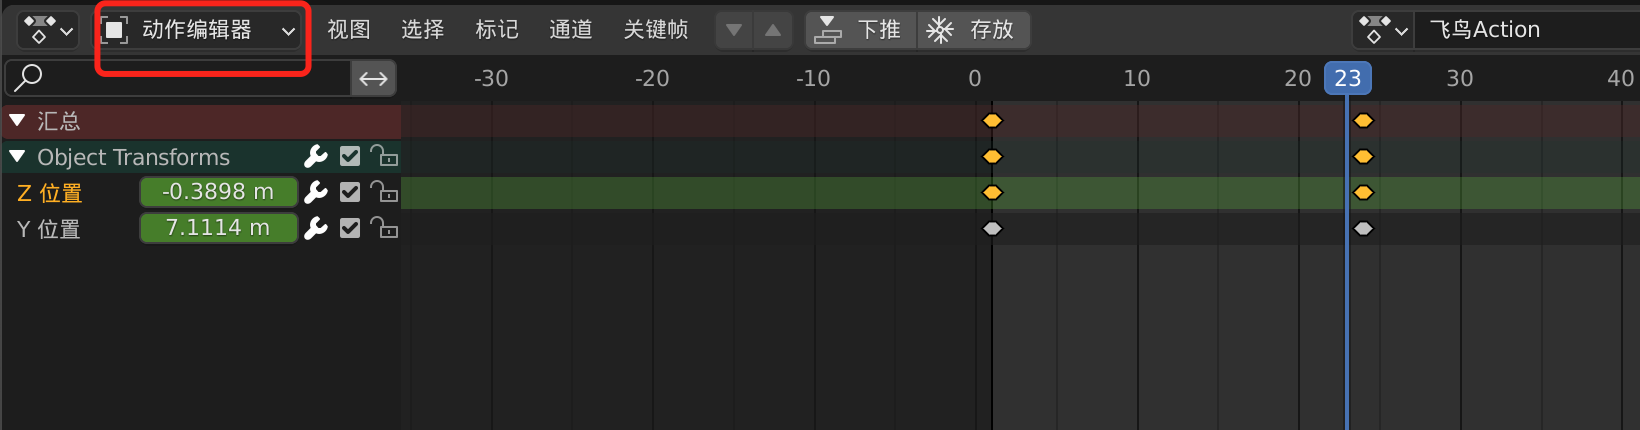 动作编辑器 视图 选择 标记 通道 关键帧 下推 存放 飞鸟Action
-30 -20 -10 0 10 20 23 30 40
汇总
Object Transforms
Z 位置 -0.3898 m
Y 位置 7.1114 m